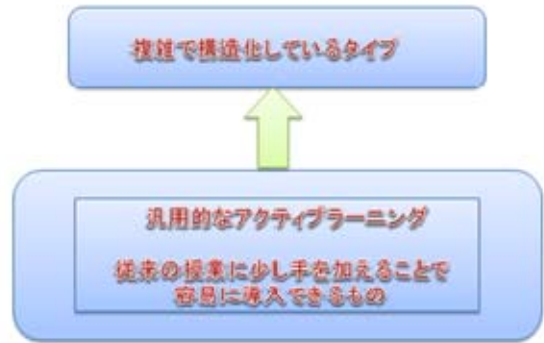 複雑で構造化しているタイプ
汎用的なアクティブラーニング
従来の授業に少し手を加えることで
容易に導入できるもの